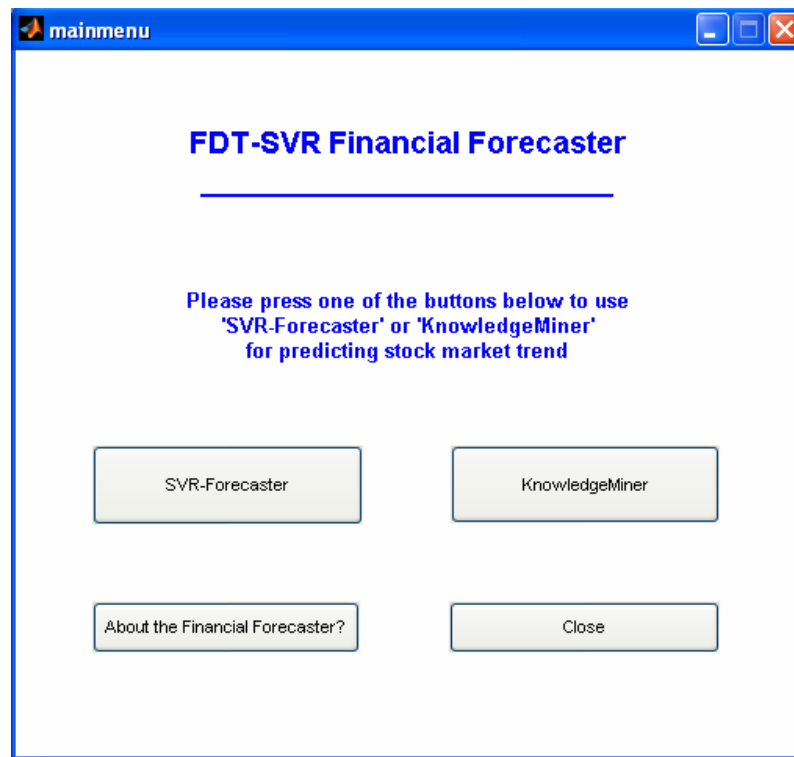 mainmenu
FDT-SVR Financial Forecaster
Please press one of the buttons below to use
'SVR-Forecaster' or 'KnowledgeMiner'
for predicting stock market trend
SVR-Forecaster
KnowledgeMiner
About the Financial Forecaster?
Close